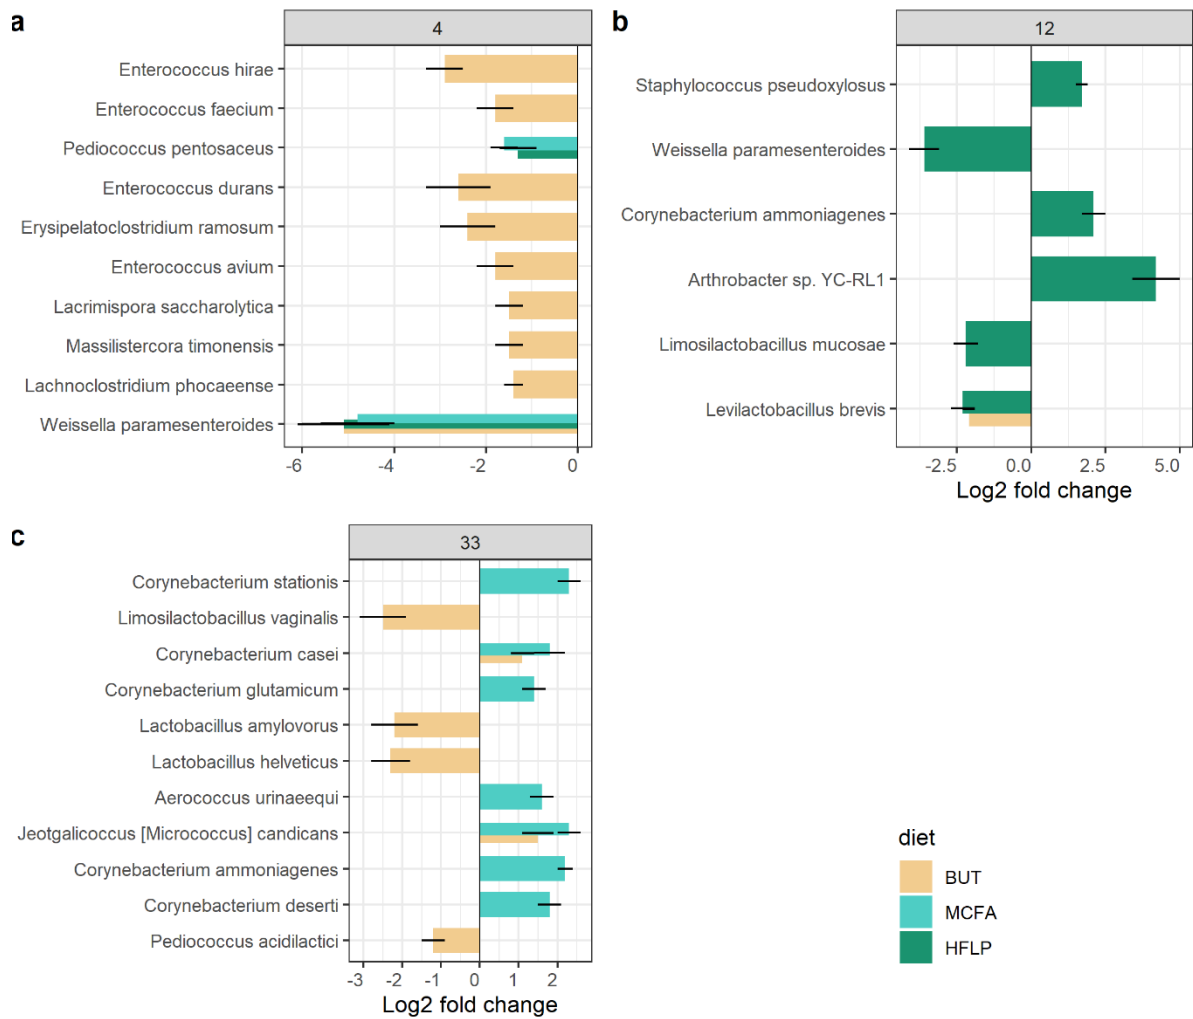 a
4
Enterococcus hirae
Enterococcus faecium
Pediococcus pentosaceus
Enterococcus durans
Erysipelatoclostridium ramosum
Enterococcus avium
Lacrimispora saccharolytica
Massilistercora timonensis
Lachnoclostridium phocaeense
Weissella paramesenteroides
-6 -4 -2 0
b
12
Staphylococcus pseudoxylosus
Weissella paramesenteroides
Corynebacterium ammoniagenes
Arthrobacter sp. YC-RL1
Limosilactobacillus mucosae
Levilactobacillus brevis
-2.5 0.0 2.5 5.0
Log2 fold change
c
33
Corynebacterium stationis
Limosilactobacillus vaginalis
Corynebacterium casei
Corynebacterium glutamicum
Lactobacillus amylovorus
Lactobacillus helveticus
Aerococcus urinaeequi
Jeotgalicoccus [Micrococcus] candicans
Corynebacterium ammoniagenes
Corynebacterium deserti
Pediococcus acidilactici
-3 -2 -1 0 1 2
Log2 fold change
diet
BUT
MCFA
HFLP